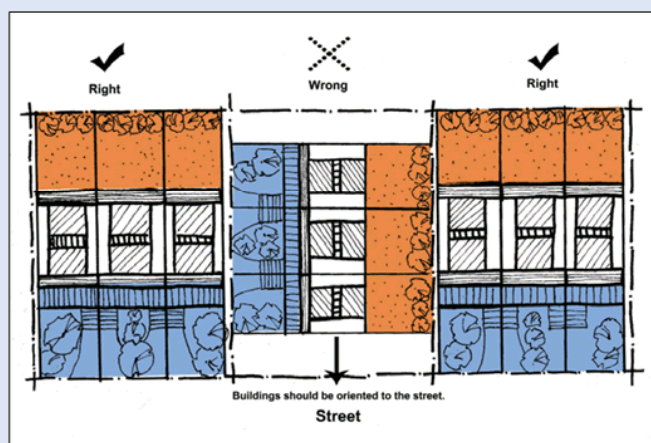 Right
Wrong
Right
Buildings should be oriented to the street.
Street